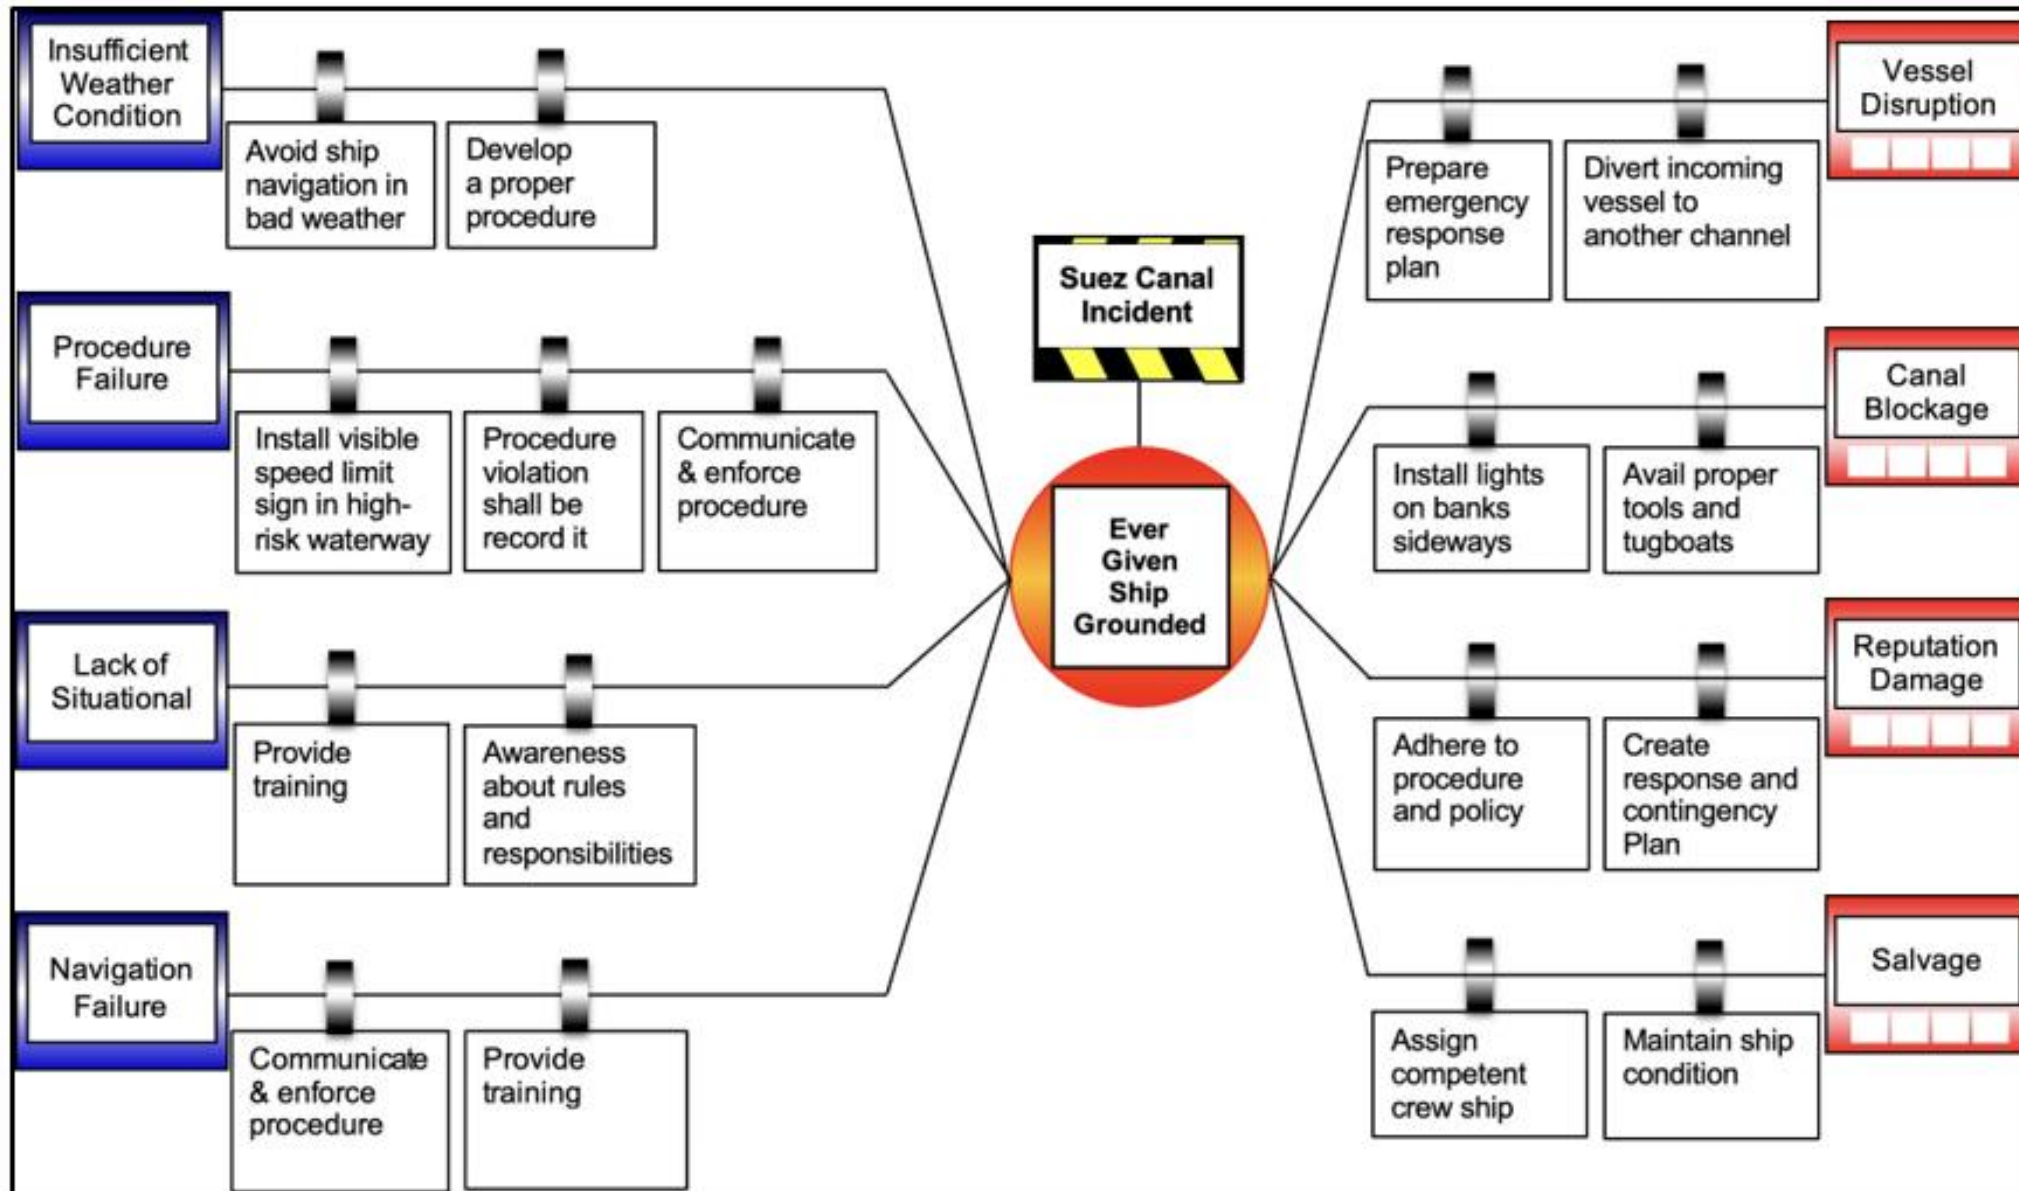 Insufficient
Weather
Condition
Avoid ship
navigation in
bad weather
Develop
a proper
procedure
Procedure
Failure
Install visible
speed limit
sign in high-
risk waterway
Procedure
violation
shall be
record it
Communicate
& enforce
procedure
Lack of
Situational
Provide
training
Awareness
about rules
and
responsibilities
Navigation
Failure
Communicate
& enforce
procedure
Provide
training
Suez Canal
Incident
Ever
Given
Ship
Grounded
Prepare
emergency
response
plan
Divert incoming
vessel to
another channel
Vessel
Disruption
Install lights
on banks
sideways
Avail proper
tools and
tugboats
Canal
Blockage
Adhere to
procedure
and policy
Create
response and
contingency
Plan
Reputation
Damage
Assign
competent
crew ship
Maintain ship
condition
Salvage